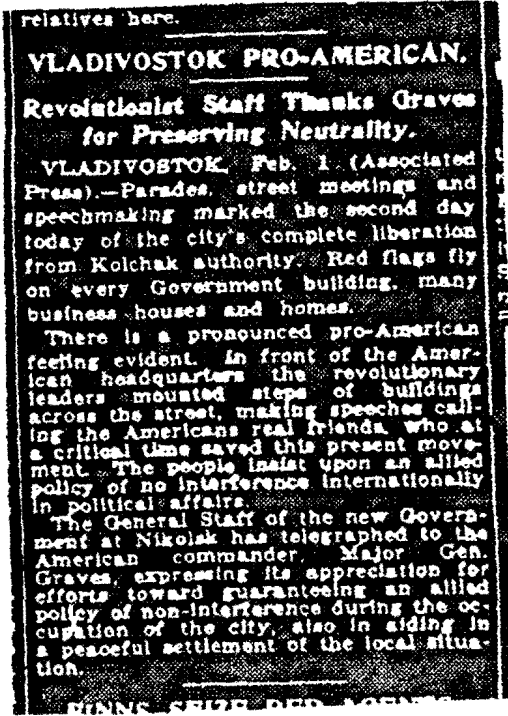 relatives here.
VLADIVOSTOK PRO-AMERICAN.
Revolutionist Staff Thanks Graves
for Preserving Neutrality.
VLADIVOSTOK, Feb. 1 (Associated
Press).—Parades, street meetings and
speechmaking marked the second day
today of the city's complete liberation
from Kolchak authority. Red flags fly
on every Government building, many
business houses and homes.
There is a pronounced pro-American
feeling evident. In front of the Amer-
ican headquarters the revolutionary
leaders mounted steps of buildings
across the street, making speeches call-
ing the Americans real friends, who at
a critical time saved this present move-
ment. The people insist upon an allied
policy of no interference internationally
in political affairs.
The General Staff of the new Govern-
ment at Nikolsk has telegraphed to the
American commander, Major Gen.
Graves, expressing its appreciation for
efforts toward guaranteeing an allied
policy of non-interference during the oc-
cupation of the city, also in aiding in
a peaceful settlement of the local situa-
tion.
FINNS SEIZE RED AGENTS